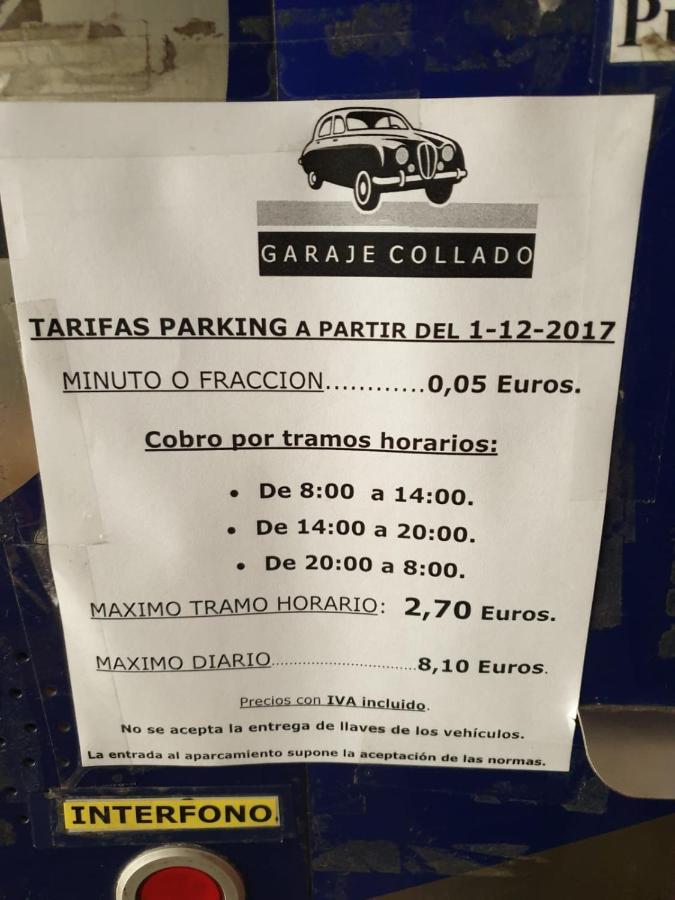 GARAJE COLLADO
TARIFAS PARKING A PARTIR DEL 1-12-2017
MINUTO O FRACCION............0,05 Euros.
Cobro por tramos horarios:
• De 8:00 a 14:00.
• De 14:00 a 20:00.
• De 20:00 a 8:00.
MAXIMO TRAMO HORARIO: 2,70 Euros.
MAXIMO DIARIO.................................8,10 Euros.
Precios con IVA incluido.
No se acepta la entrega de llaves de los vehículos.
La entrada al aparcamiento supone la aceptación de las normas.
INTERFONO.